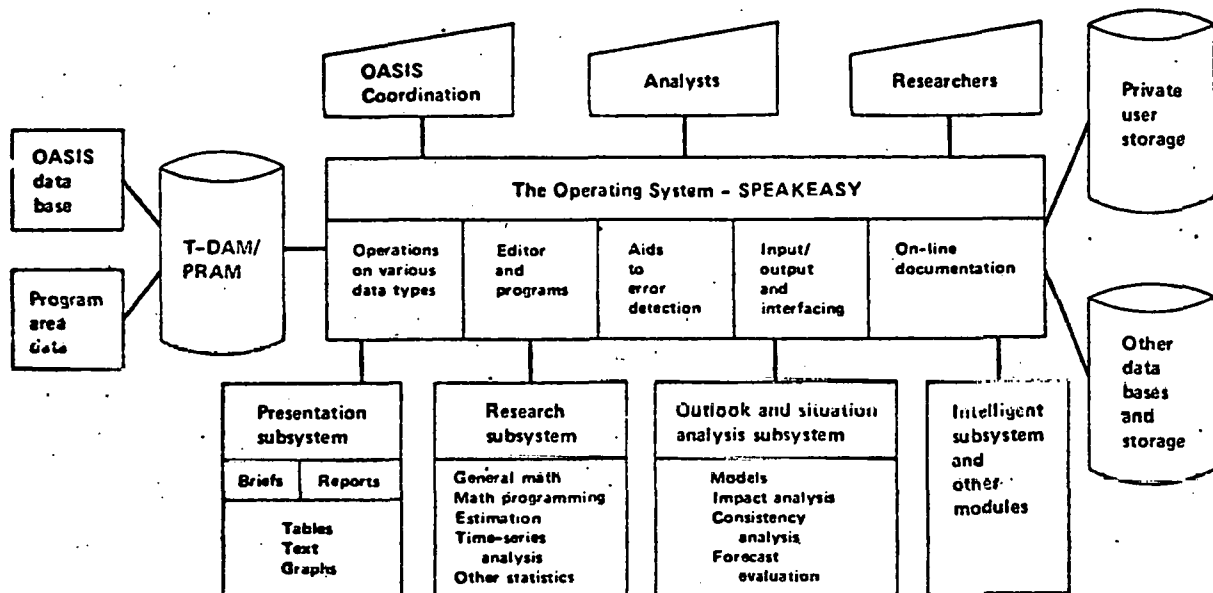 OASIS
Coordination
Analysts
Researchers
Private
user
storage
OASIS
data
base
T-DAM/
PRAM
Program
area
data
The Operating System - SPEAKEASY
Operations
on various
data types
Editor
and
programs
Aids
to
error
detection
Input/
output
and
interfacing
On-line
documentation
Other
data
bases
and
storage
Presentation
subsystem
Briefs
Reports
Tables
Text
Graphs
Research
subsystem
General math
Math programming
Estimation
Time-series
analysis
Other statistics
Outlook and situation
analysis subsystem
Models
Impact analysis
Consistency
analysis
Forecast
evaluation
Intelligent
subsystem
and
other
modules